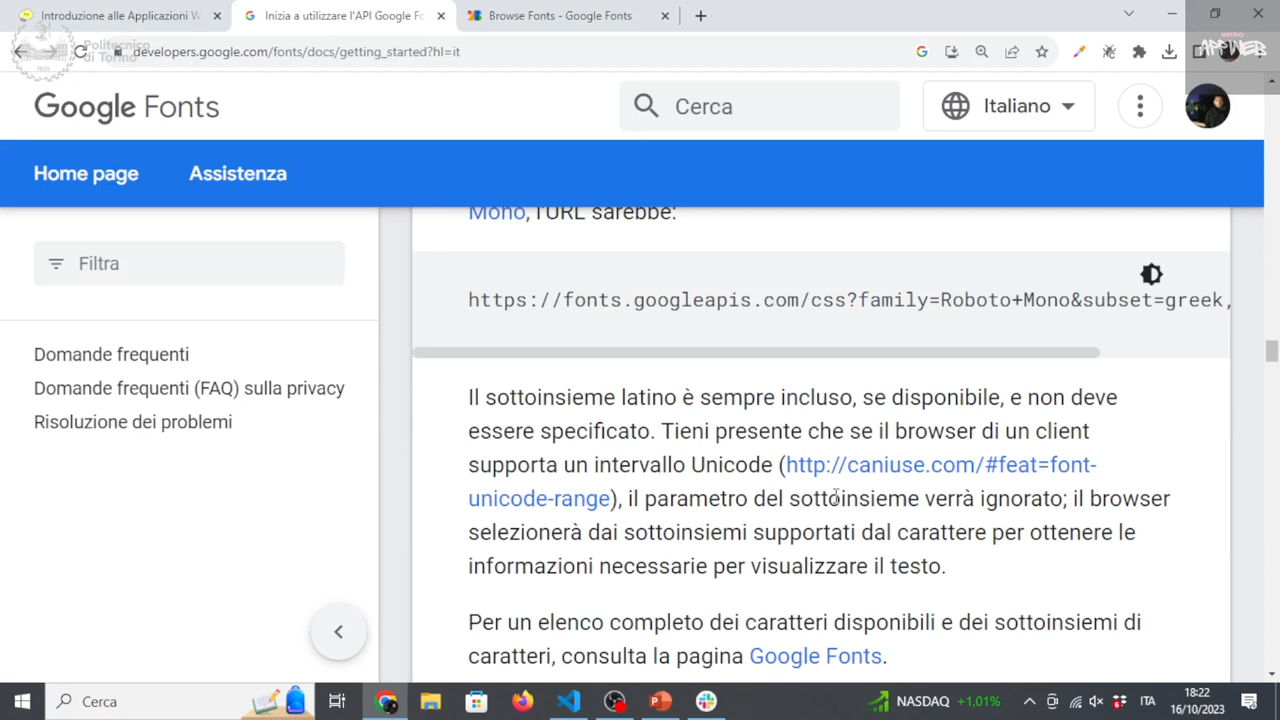 Introduzione alle Applicazioni W
Inizia a utilizzare l'API Google Fo
Browse Fonts - Google Fonts
Politecnico
di Torino
developers.google.com/fonts/docs/getting_started?hl=it
INTRO
APPWEB
Google Fonts
Cerca
Italiano
Home page
Assistenza
Filtra
Domande frequenti
Domande frequenti (FAQ) sulla privacy
Risoluzione dei problemi
Mono, l'URL sarebbe:
https://fonts.googleapis.com/css?family=Roboto+Mono&subset=greek,
Il sottoinsieme latino è sempre incluso, se disponibile, e non deve
essere specificato. Tieni presente che se il browser di un client
supporta un intervallo Unicode (http://caniuse.com/#feat=font-
unicode-range), il parametro del sottoinsieme verrà ignorato; il browser
selezionerà dai sottoinsiemi supportati dal carattere per ottenere le
informazioni necessarie per visualizzare il testo.
Per un elenco completo dei caratteri disponibili e dei sottoinsiemi di
caratteri, consulta la pagina Google Fonts.
Cerca
NASDAQ +1,01%
ITA
18:22
16/10/2023